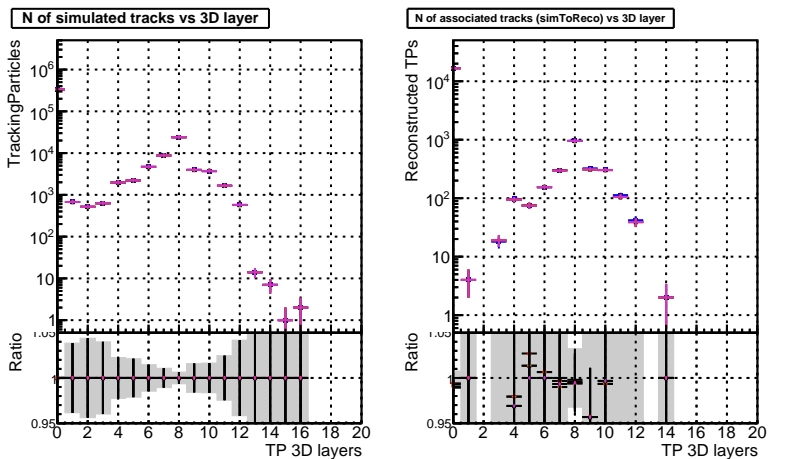 N of simulated tracks vs 3D layer
TrackingParticles
10^6
10^5
10^4
10^3
10^2
10
1
Ratio
1.05
1
0.95
0 2 4 6 8 10 12 14 16 18 20
TP 3D layers
N of associated tracks (simToReco) vs 3D layer
Reconstructed TPs
10^4
10^3
10^2
10
1
Ratio
1.05
1
0.95
0 2 4 6 8 10 12 14 16 18 20
TP 3D layers